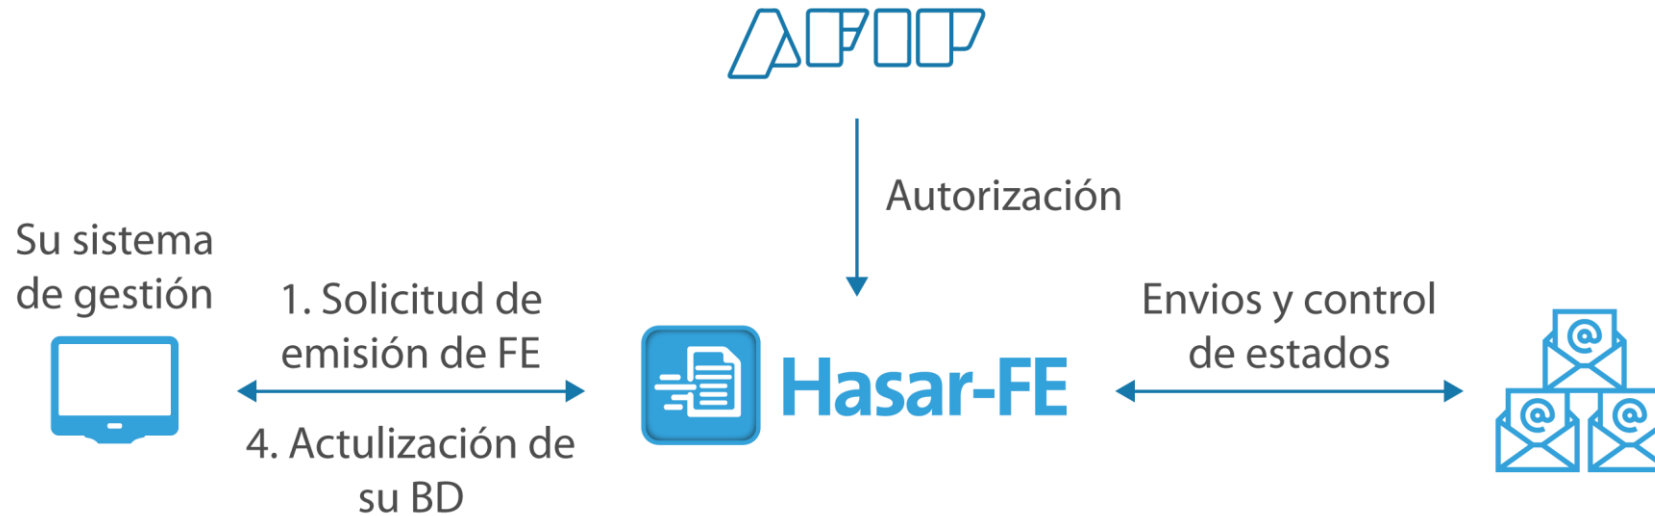 AFIP
Autorización
Su sistema
de gestión
1. Solicitud de
emisión de FE
4. Actulización de
su BD
Hasar-FE
Envios y control
de estados
@
@
@